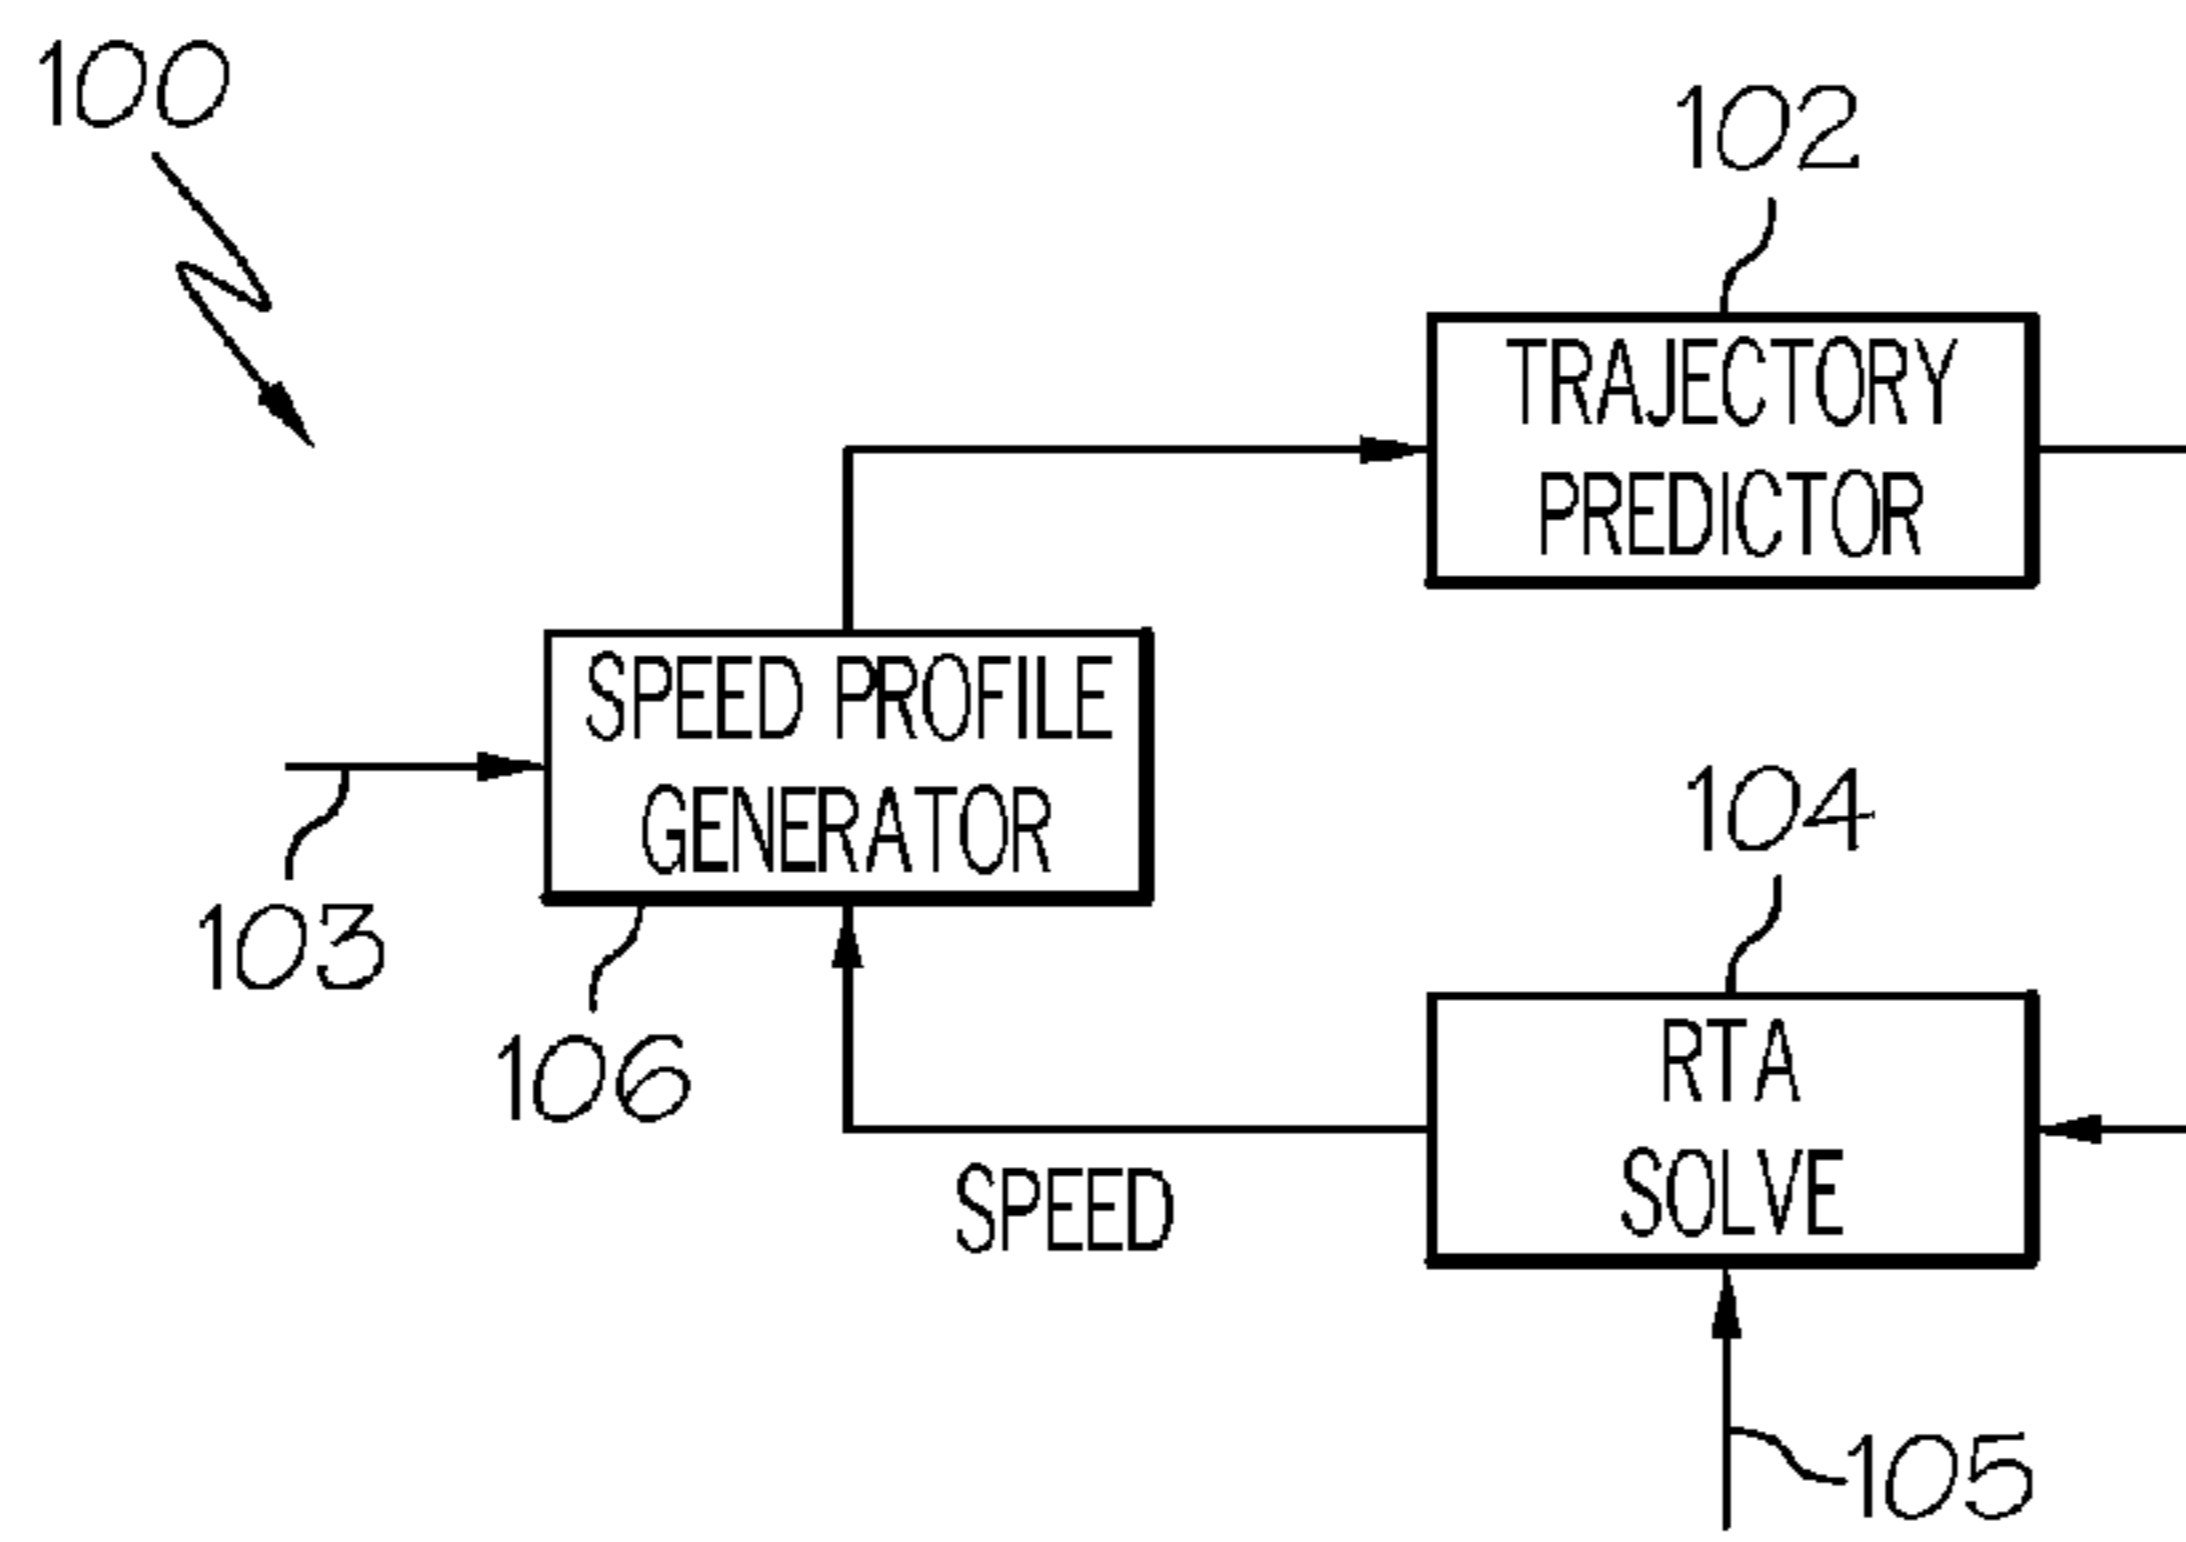 100
102
TRAJECTORY
PREDICTOR
SPEED PROFILE
GENERATOR
103
106
104
RTA
SOLVE
SPEED
105